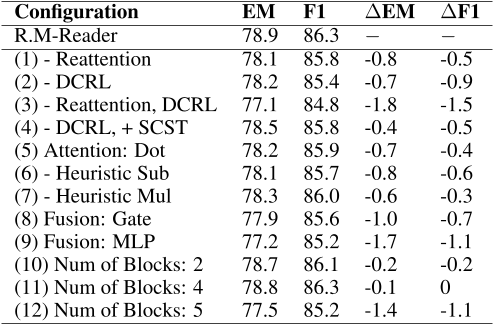 Configuration EM F1 ΔEM ΔF1
R.M-Reader 78.9 86.3 − −
(1) - Reattention 78.1 85.8 -0.8 -0.5
(2) - DCRL 78.2 85.4 -0.7 -0.9
(3) - Reattention, DCRL 77.1 84.8 -1.8 -1.5
(4) - DCRL, + SCST 78.5 85.8 -0.4 -0.5
(5) Attention: Dot 78.2 85.9 -0.7 -0.4
(6) - Heuristic Sub 78.1 85.7 -0.8 -0.6
(7) - Heuristic Mul 78.3 86.0 -0.6 -0.3
(8) Fusion: Gate 77.9 85.6 -1.0 -0.7
(9) Fusion: MLP 77.2 85.2 -1.7 -1.1
(10) Num of Blocks: 2 78.7 86.1 -0.2 -0.2
(11) Num of Blocks: 4 78.8 86.3 -0.1 0
(12) Num of Blocks: 5 77.5 85.2 -1.4 -1.1